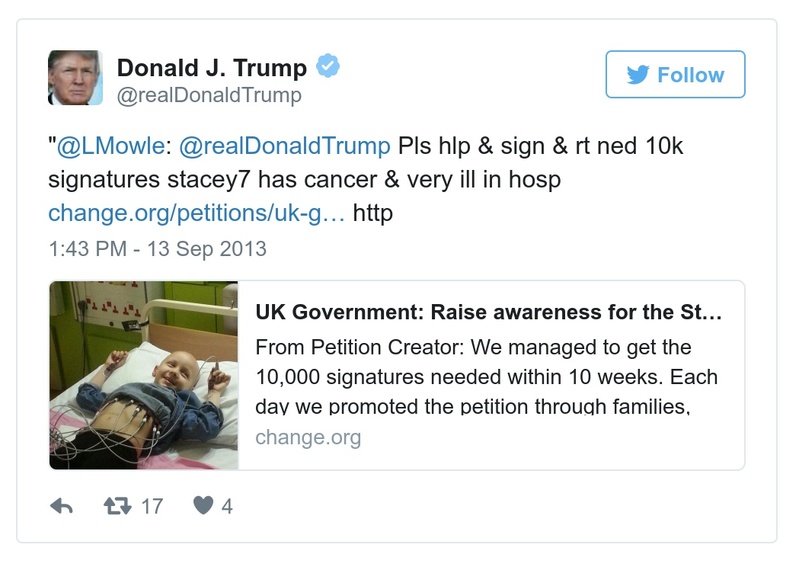 Donald J. Trump
@realDonaldTrump
Follow
"@LMowle: @realDonaldTrump Pls hlp & sign & rt ned 10k
signatures stacey7 has cancer & very ill in hosp
change.org/petitions/uk-g… http
1:43 PM - 13 Sep 2013
UK Government: Raise awareness for the St…
From Petition Creator: We managed to get the
10,000 signatures needed within 10 weeks. Each
day we promoted the petition through families,
change.org
17
4